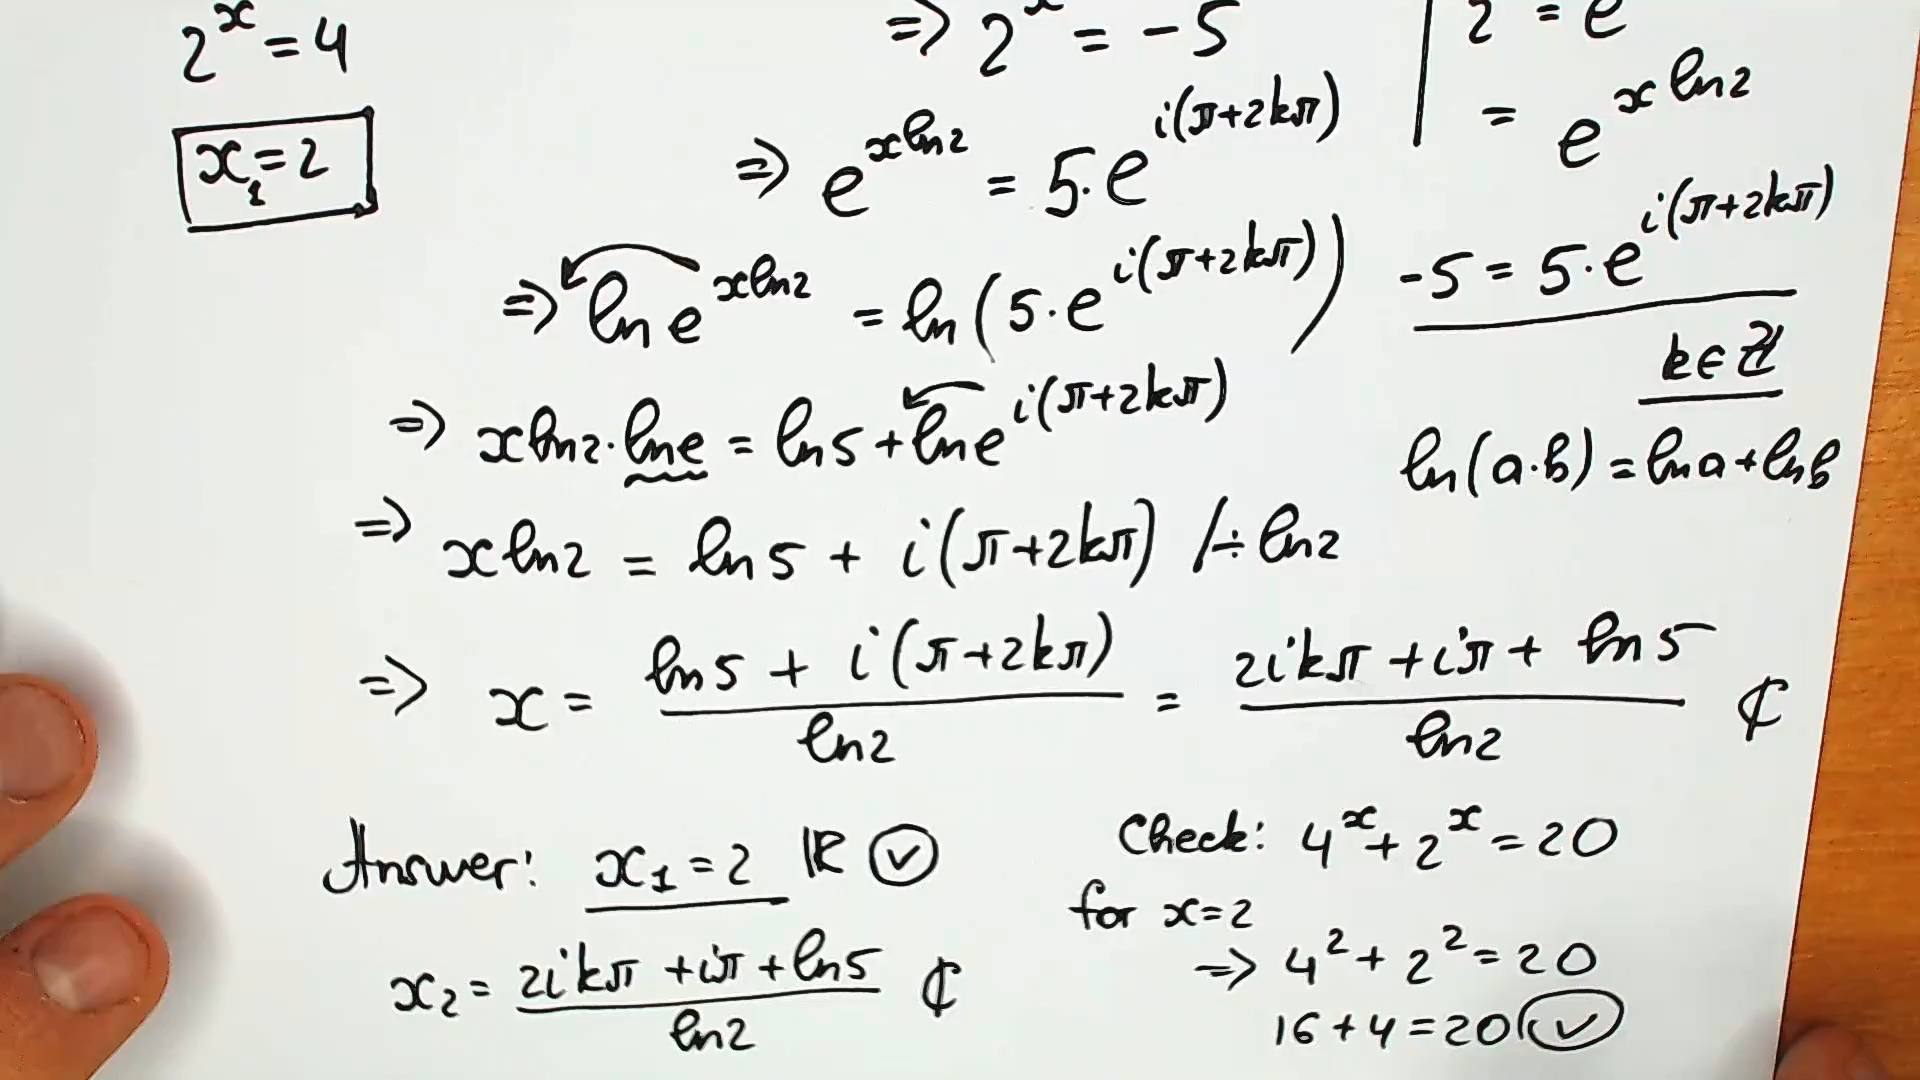 2^x = 4
x₁ = 2
=> 2^x = -5
=> e^(x ln2) = 5·e^(i(π+2kπ))
=> ln e^(x ln2) = ln(5·e^(i(π+2kπ)))
=> x ln2 · ln e = ln5 + ln e^(i(π+2kπ))
=> x ln2 = ln5 + i(π+2kπ) /÷ ln2
=> x = (ln5 + i(π+2kπ))/ln2 = (2ikπ + iπ + ln5)/ln2 ℂ
2 = e
= e^(x ln2)
-5 = 5·e^(i(π+2kπ))
k∈ℤ
ln(a·b) = ln a + ln b
Answer: x₁ = 2 ℝ ✓
x₂ = (2ikπ + iπ + ln5)/ln2 ℂ
Check: 4^x + 2^x = 20
for x=2
=> 4² + 2² = 20
16 + 4 = 20 ✓